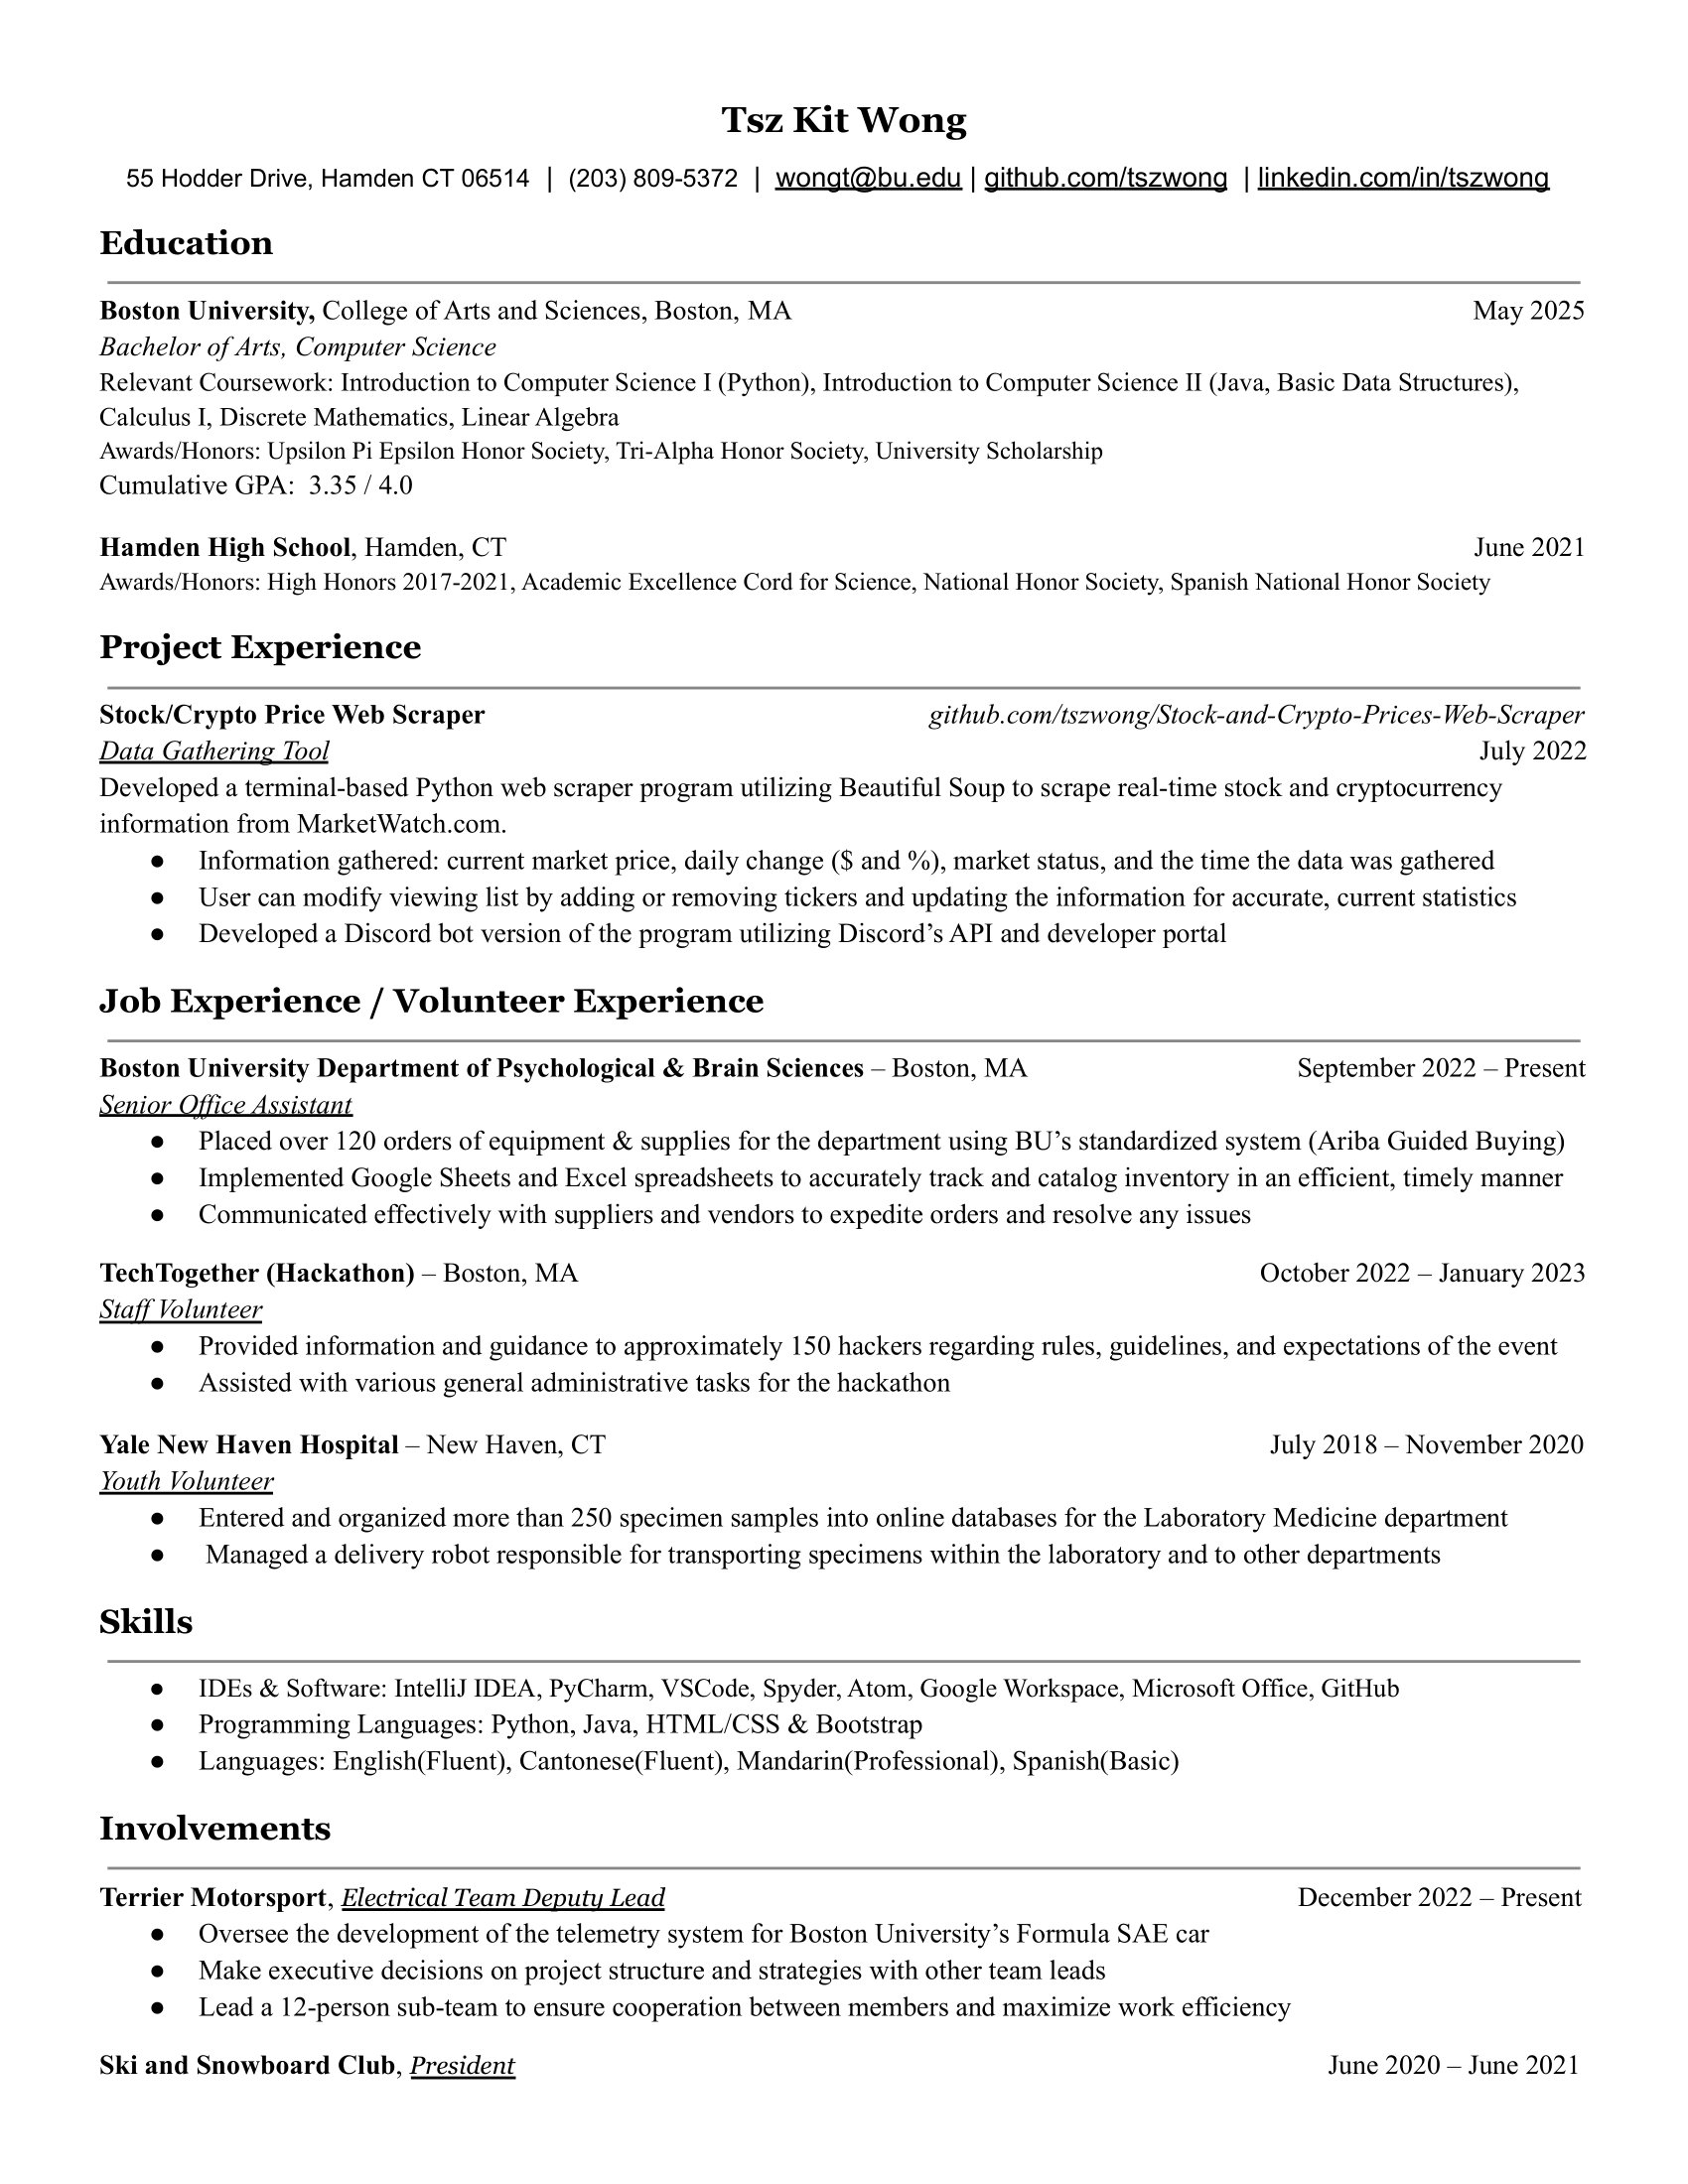 Tsz Kit Wong
55 Hodder Drive, Hamden CT 06514 | (203) 809-5372 | wongt@bu.edu | github.com/tszwong | linkedin.com/in/tszwong
Education
Boston University, College of Arts and Sciences, Boston, MA May 2025
Bachelor of Arts, Computer Science
Relevant Coursework: Introduction to Computer Science I (Python), Introduction to Computer Science II (Java, Basic Data Structures),
Calculus I, Discrete Mathematics, Linear Algebra
Awards/Honors: Upsilon Pi Epsilon Honor Society, Tri-Alpha Honor Society, University Scholarship
Cumulative GPA: 3.35 / 4.0
Hamden High School, Hamden, CT June 2021
Awards/Honors: High Honors 2017-2021, Academic Excellence Cord for Science, National Honor Society, Spanish National Honor Society
Project Experience
Stock/Crypto Price Web Scraper github.com/tszwong/Stock-and-Crypto-Prices-Web-Scraper
Data Gathering Tool July 2022
Developed a terminal-based Python web scraper program utilizing Beautiful Soup to scrape real-time stock and cryptocurrency
information from MarketWatch.com.
● Information gathered: current market price, daily change ($ and %), market status, and the time the data was gathered
● User can modify viewing list by adding or removing tickers and updating the information for accurate, current statistics
● Developed a Discord bot version of the program utilizing Discord’s API and developer portal
Job Experience / Volunteer Experience
Boston University Department of Psychological & Brain Sciences – Boston, MA September 2022 – Present
Senior Office Assistant
● Placed over 120 orders of equipment & supplies for the department using BU’s standardized system (Ariba Guided Buying)
● Implemented Google Sheets and Excel spreadsheets to accurately track and catalog inventory in an efficient, timely manner
● Communicated effectively with suppliers and vendors to expedite orders and resolve any issues
TechTogether (Hackathon) – Boston, MA October 2022 – January 2023
Staff Volunteer
● Provided information and guidance to approximately 150 hackers regarding rules, guidelines, and expectations of the event
● Assisted with various general administrative tasks for the hackathon
Yale New Haven Hospital – New Haven, CT July 2018 – November 2020
Youth Volunteer
● Entered and organized more than 250 specimen samples into online databases for the Laboratory Medicine department
● Managed a delivery robot responsible for transporting specimens within the laboratory and to other departments
Skills
● IDEs & Software: IntelliJ IDEA, PyCharm, VSCode, Spyder, Atom, Google Workspace, Microsoft Office, GitHub
● Programming Languages: Python, Java, HTML/CSS & Bootstrap
● Languages: English(Fluent), Cantonese(Fluent), Mandarin(Professional), Spanish(Basic)
Involvements
Terrier Motorsport, Electrical Team Deputy Lead December 2022 – Present
● Oversee the development of the telemetry system for Boston University’s Formula SAE car
● Make executive decisions on project structure and strategies with other team leads
● Lead a 12-person sub-team to ensure cooperation between members and maximize work efficiency
Ski and Snowboard Club, President June 2020 – June 2021